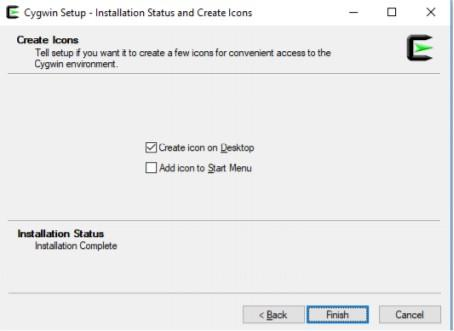 Cygwin Setup - Installation Status and Create Icons
Create Icons
Tell setup if you want it to create a few icons for convenient access to the
Cygwin environment.
Create icon on Desktop
Add icon to Start Menu
Installation Status
Installation Complete
< Back Finish Cancel